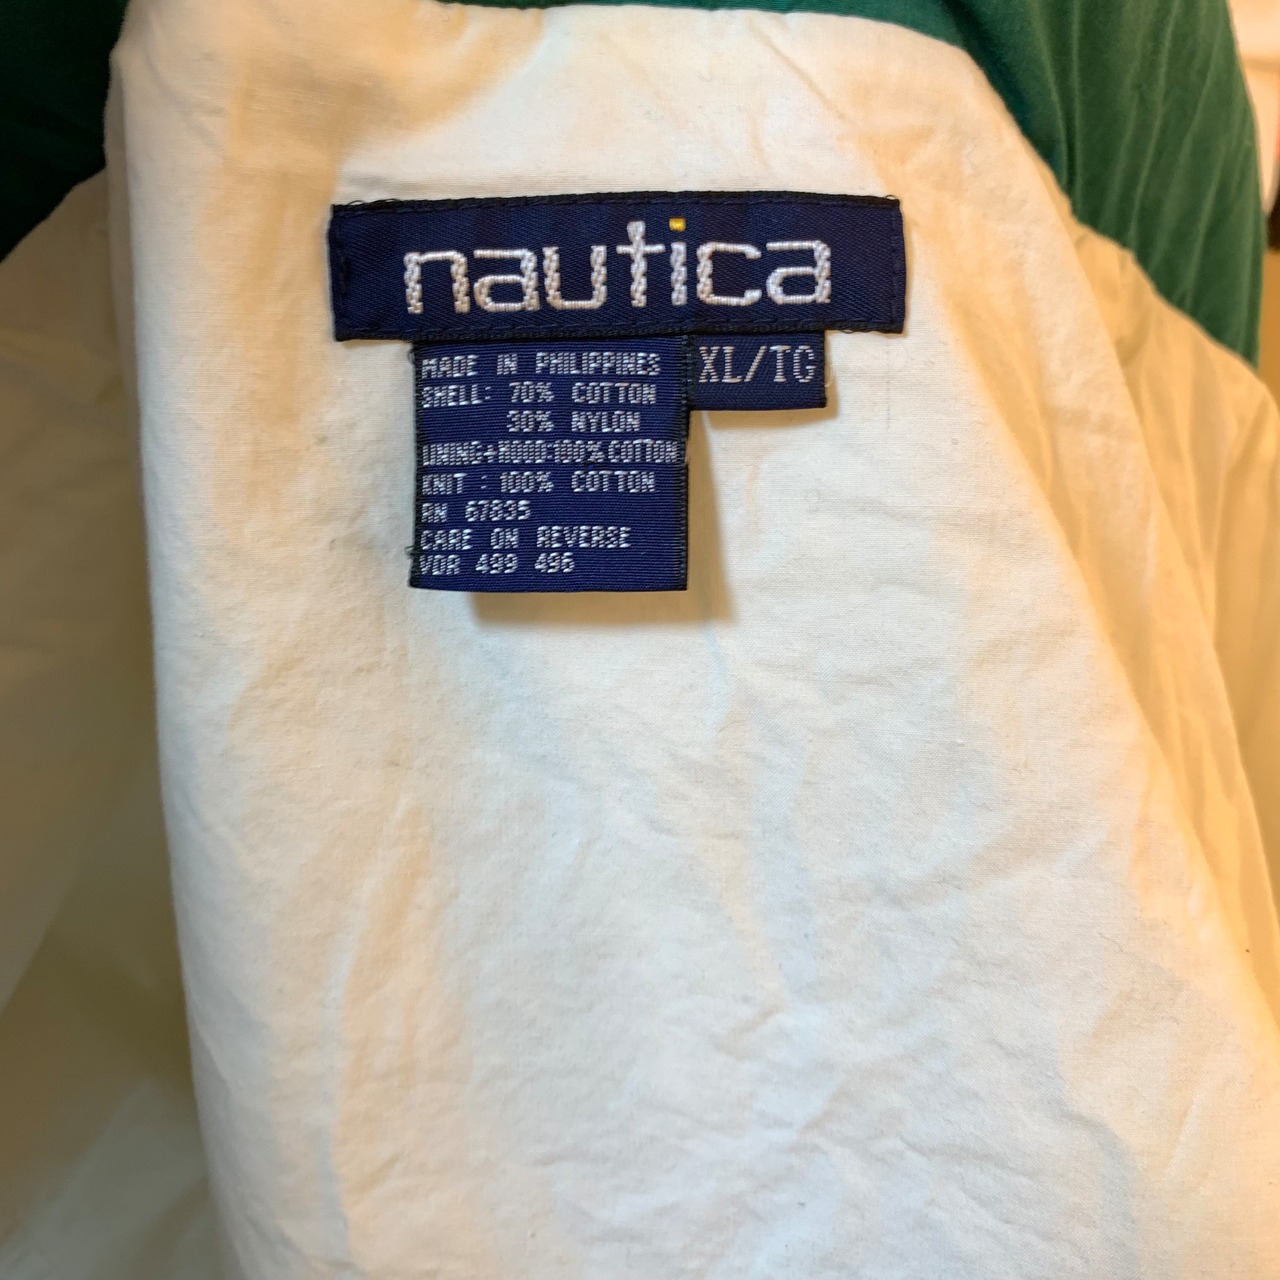 nautica
XL/TG
MADE IN PHILIPPINES
SHELL: 70% COTTON
30% NYLON
LINING+HOOD:100% COTTON
KNIT : 100% COTTON
RN 67835
CARE ON REVERSE
VDR 499 496